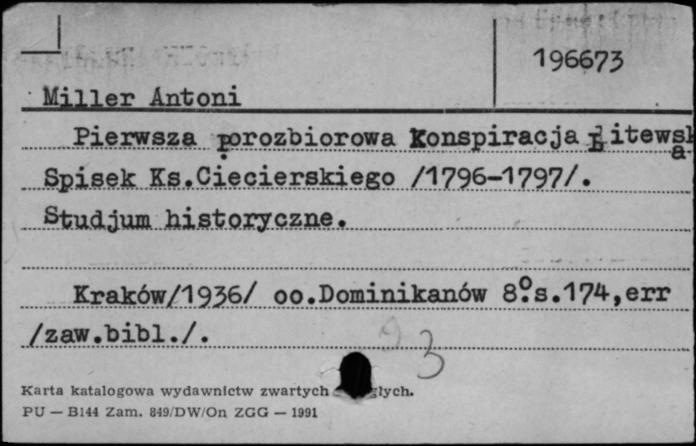 196673
Miller Antoni
Pierwsza porozbiorowa Konspiracja Litewsk
a
Spisek Ks.Ciecierskiego /1796-1797/.
Studjum historyczne.
Kraków/1936/ oo.Dominikanów 8°.s.174,err
/zaw.bibl./.
93
Karta katalogowa wydawnictw zwartych
PU — B144 Zam. 849/DW/On ZGG — 1991